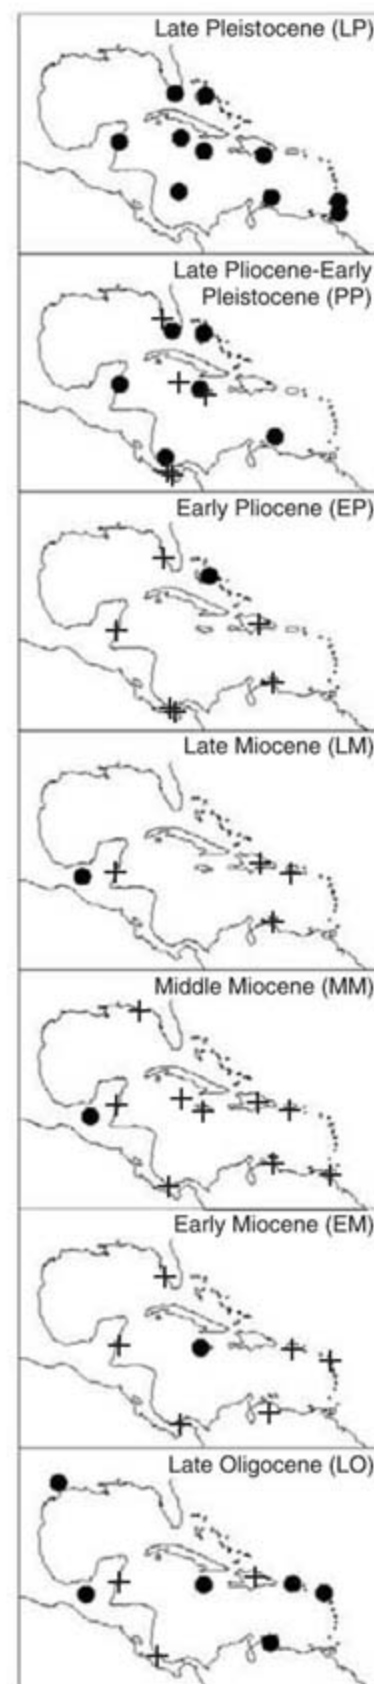 Late Pleistocene (LP)
Late Pliocene-Early
Pleistocene (PP)
Early Pliocene (EP)
Late Miocene (LM)
Middle Miocene (MM)
Early Miocene (EM)
Late Oligocene (LO)